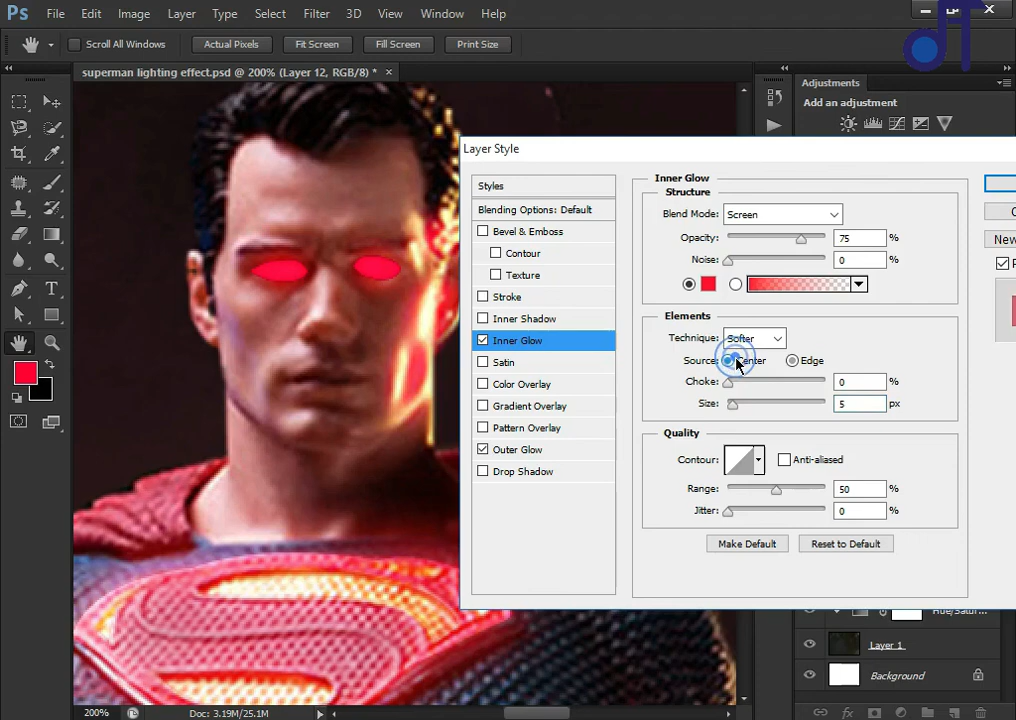 Ps File Edit Image Layer Type Select Filter 3D View Window Help
Scroll All Windows Actual Pixels Fit Screen Fill Screen Print Size
superman lighting effect.psd @ 200% (Layer 12, RGB/8) * ×
Adjustments
Add an adjustment
Layer Style
Styles
Blending Options: Default
Bevel & Emboss
Contour
Texture
Stroke
Inner Shadow
Inner Glow
Satin
Color Overlay
Gradient Overlay
Pattern Overlay
Outer Glow
Drop Shadow
Inner Glow
Structure
Blend Mode: Screen
Opacity: 75 %
Noise: 0 %
Elements
Technique: Softer
Source: Center Edge
Choke: 0 %
Size: 5 px
Quality
Contour: Anti-aliased
Range: 50 %
Jitter: 0 %
Make Default Reset to Default
New
Layer 1
Background
200% Doc: 3.19M/25.1M